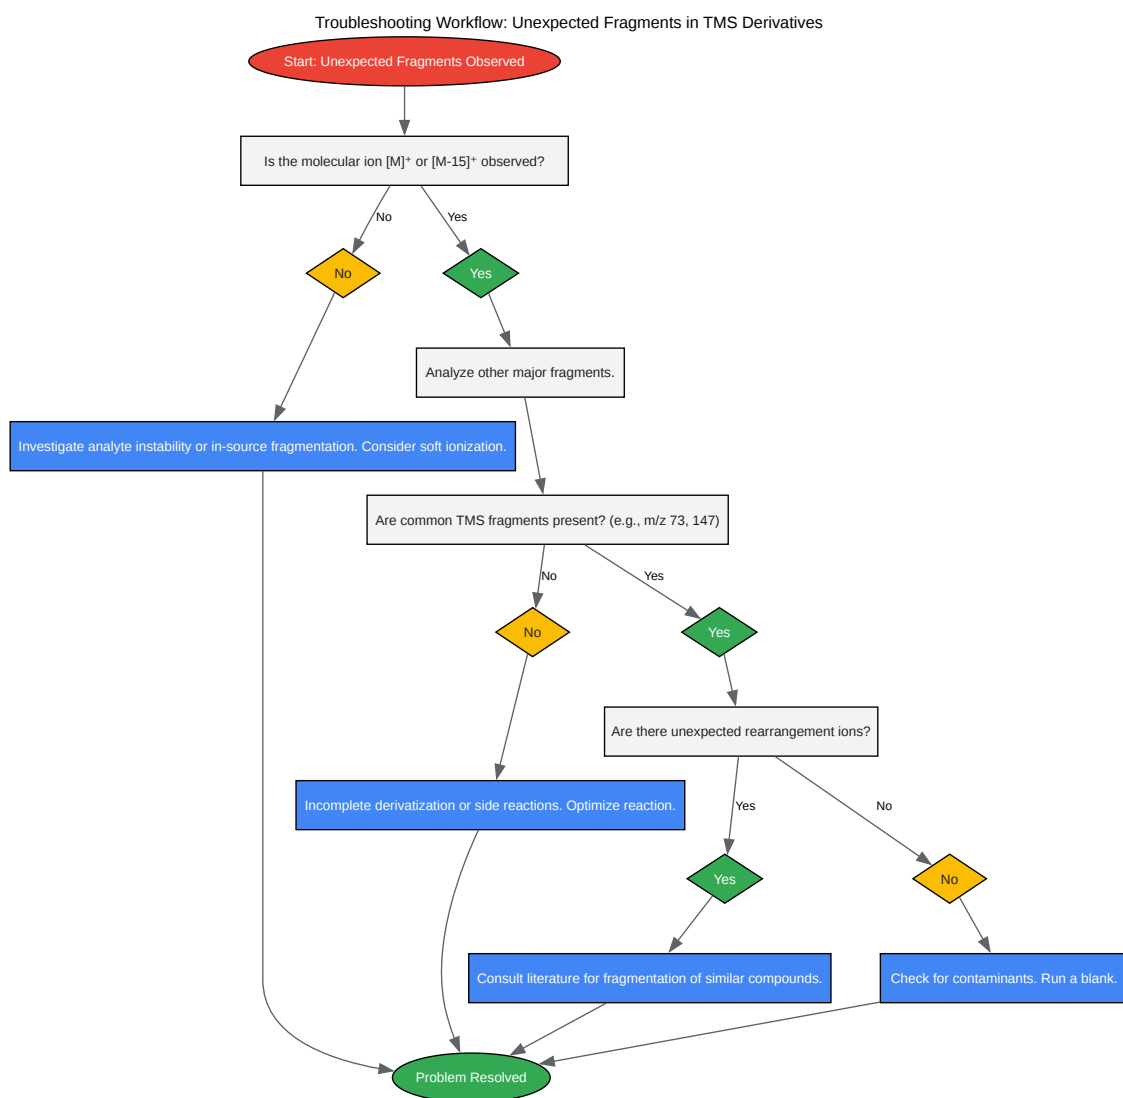 Troubleshooting Workflow: Unexpected Fragments in TMS Derivatives
Start: Unexpected Fragments Observed
Is the molecular ion [M]⁺ or [M-15]⁺ observed?
No
Yes
No
Yes
Analyze other major fragments.
Investigate analyte instability or in-source fragmentation. Consider soft ionization.
Are common TMS fragments present? (e.g., m/z 73, 147)
No
Yes
No
Yes
Are there unexpected rearrangement ions?
Incomplete derivatization or side reactions. Optimize reaction.
Yes
No
Yes
No
Consult literature for fragmentation of similar compounds.
Check for contaminants. Run a blank.
Problem Resolved